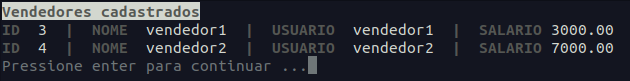 Vendedores cadastrados
ID 3 | NOME vendedor1 | USUARIO vendedor1 | SALARIO 3000.00
ID 4 | NOME vendedor2 | USUARIO vendedor2 | SALARIO 7000.00
Pressione enter para continuar ...